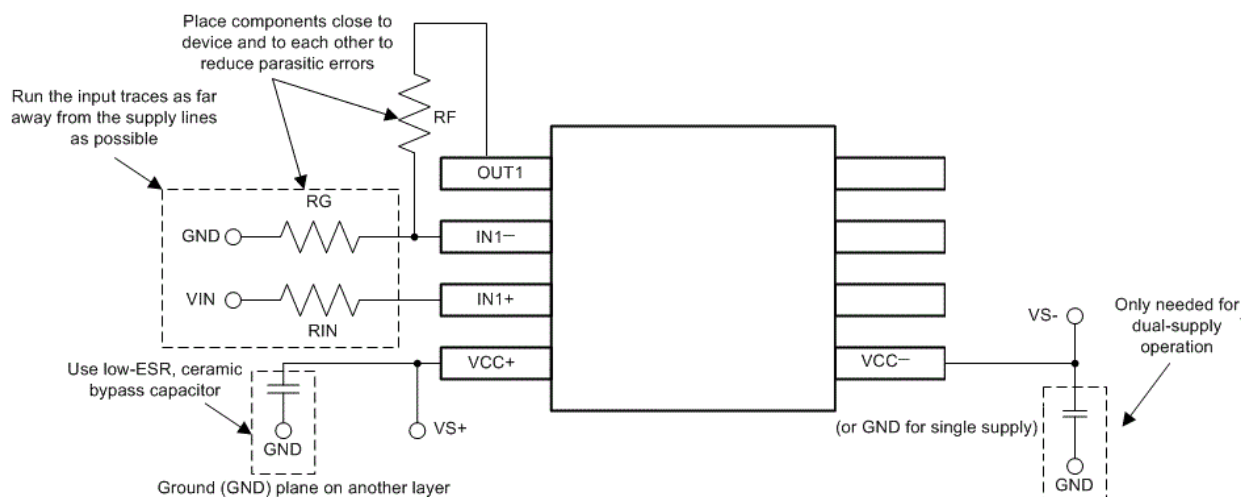 Place components close to
device and to each other to
reduce parasitic errors
Run the input traces as far
away from the supply lines
as possible
RF
OUT1
RG
GND
IN1−
VIN
IN1+
RIN
VS-
Only needed for
dual-supply
operation
VCC+
VCC−
Use low-ESR, ceramic
bypass capacitor
VS+
(or GND for single supply)
GND
GND
Ground (GND) plane on another layer